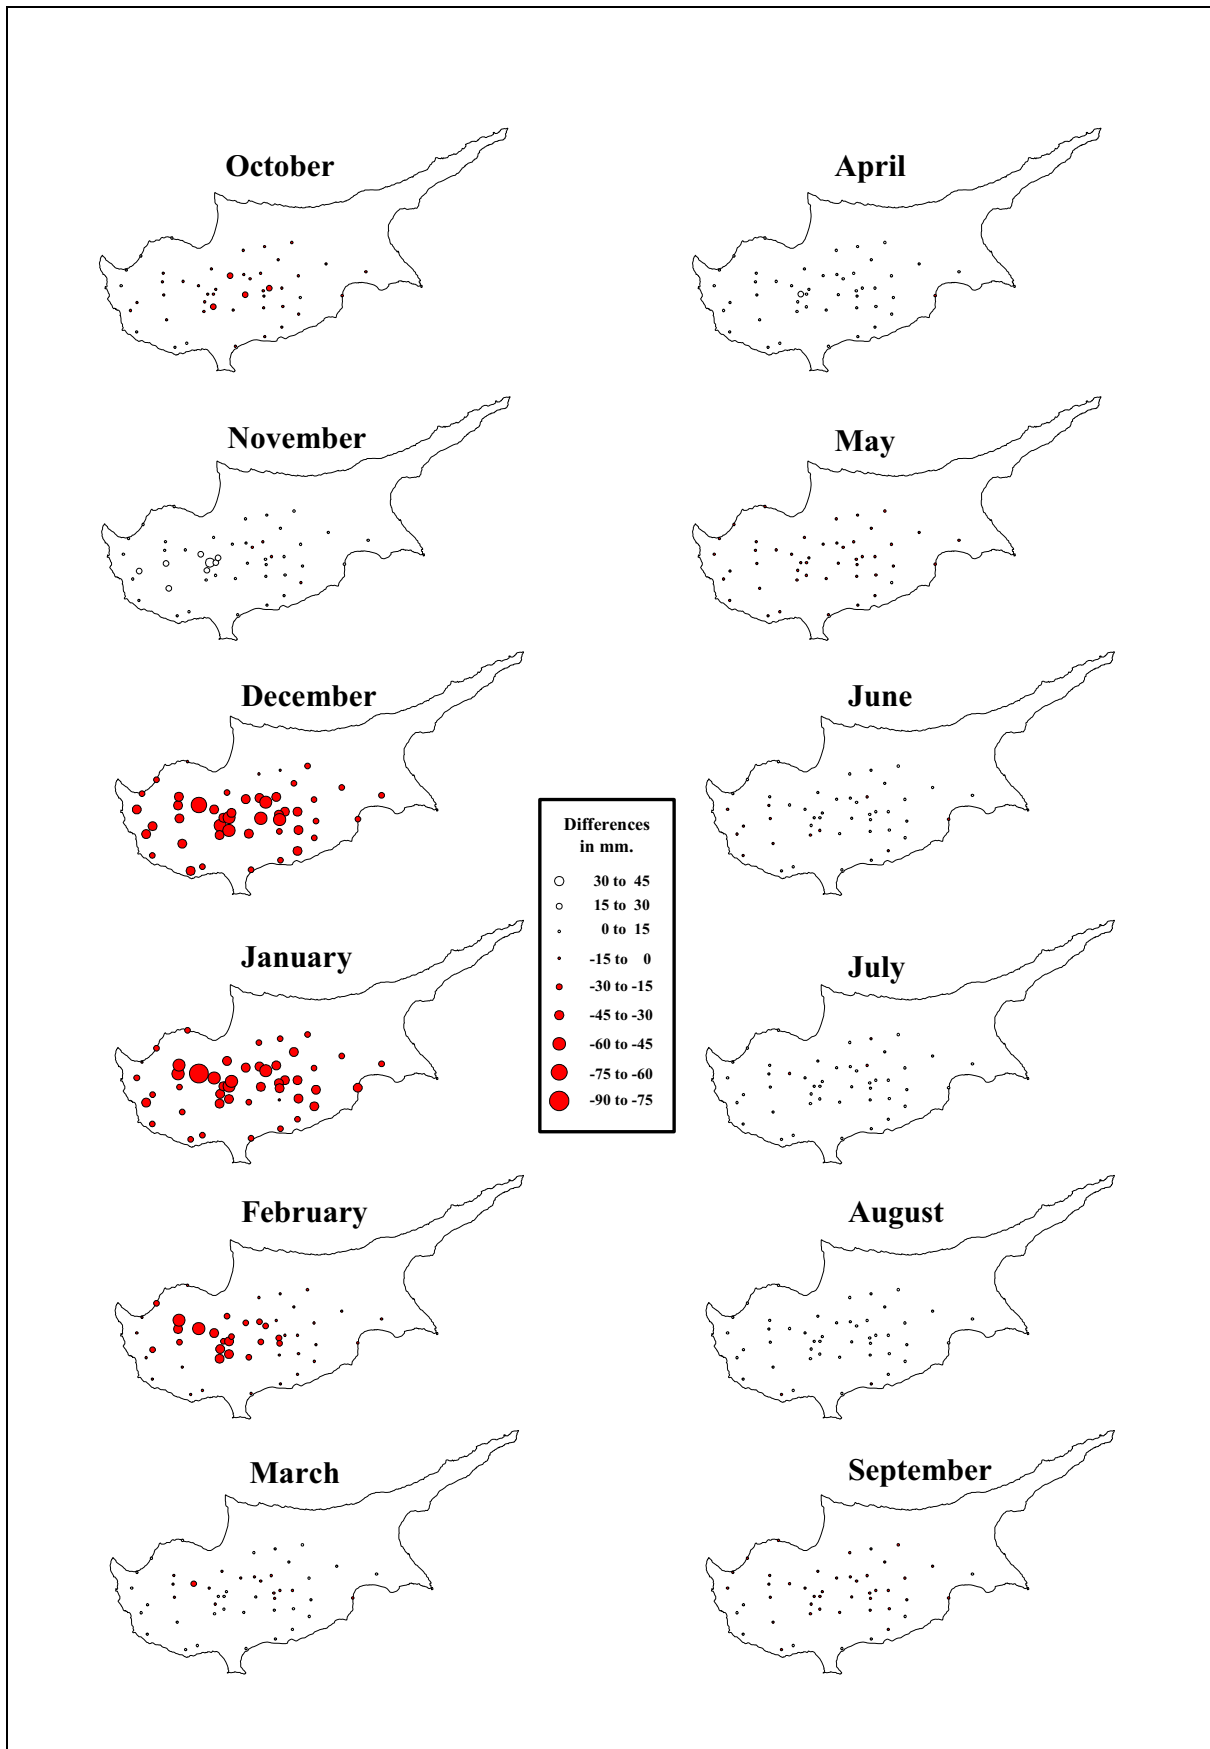 October
April
November
May
December
June
Differences
in mm.
30 to 45
15 to 30
0 to 15
-15 to 0
-30 to -15
-45 to -30
-60 to -45
-75 to -60
-90 to -75
January
July
February
August
March
September